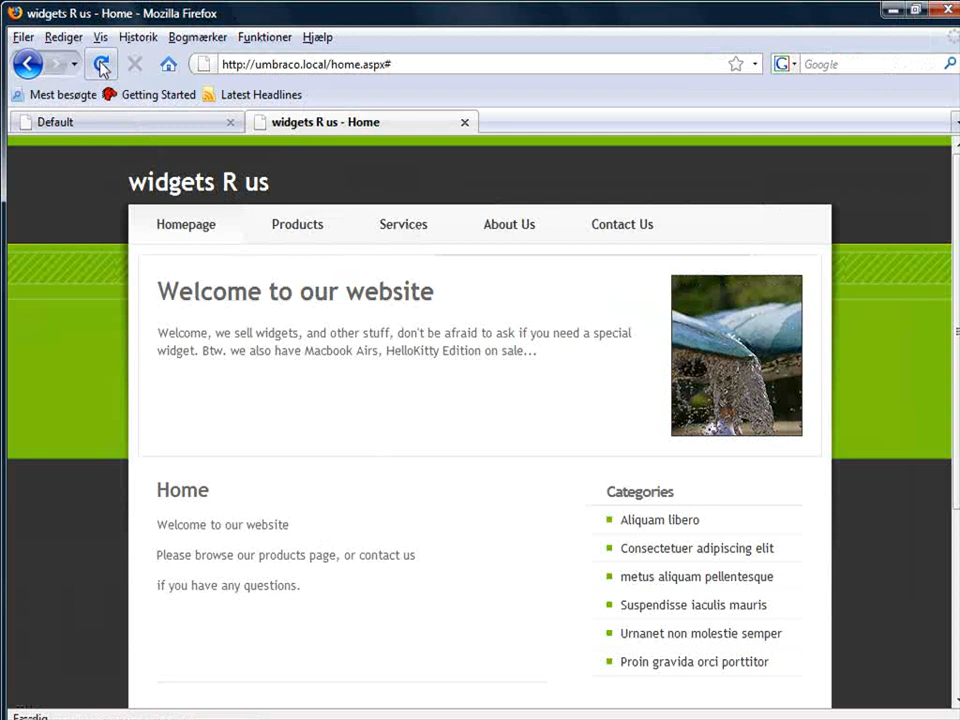 widgets R us - Home - Mozilla Firefox
Filer Rediger Vis Historik Bogmærker Funktioner Hjælp
http://umbraco.local/home.aspx#
G Google
Mest besøgte Getting Started Latest Headlines
Default
widgets R us - Home
widgets R us
Homepage Products Services About Us Contact Us
Welcome to our website
Welcome, we sell widgets, and other stuff, don't be afraid to ask if you need a special
widget. Btw. we also have Macbook Airs, HelloKitty Edition on sale...
Home
Welcome to our website
Please browse our products page, or contact us
if you have any questions.
Categories
Aliquam libero
Consectetuer adipiscing elit
metus aliquam pellentesque
Suspendisse iaculis mauris
Urnanet non molestie semper
Proin gravida orci porttitor
Færdig